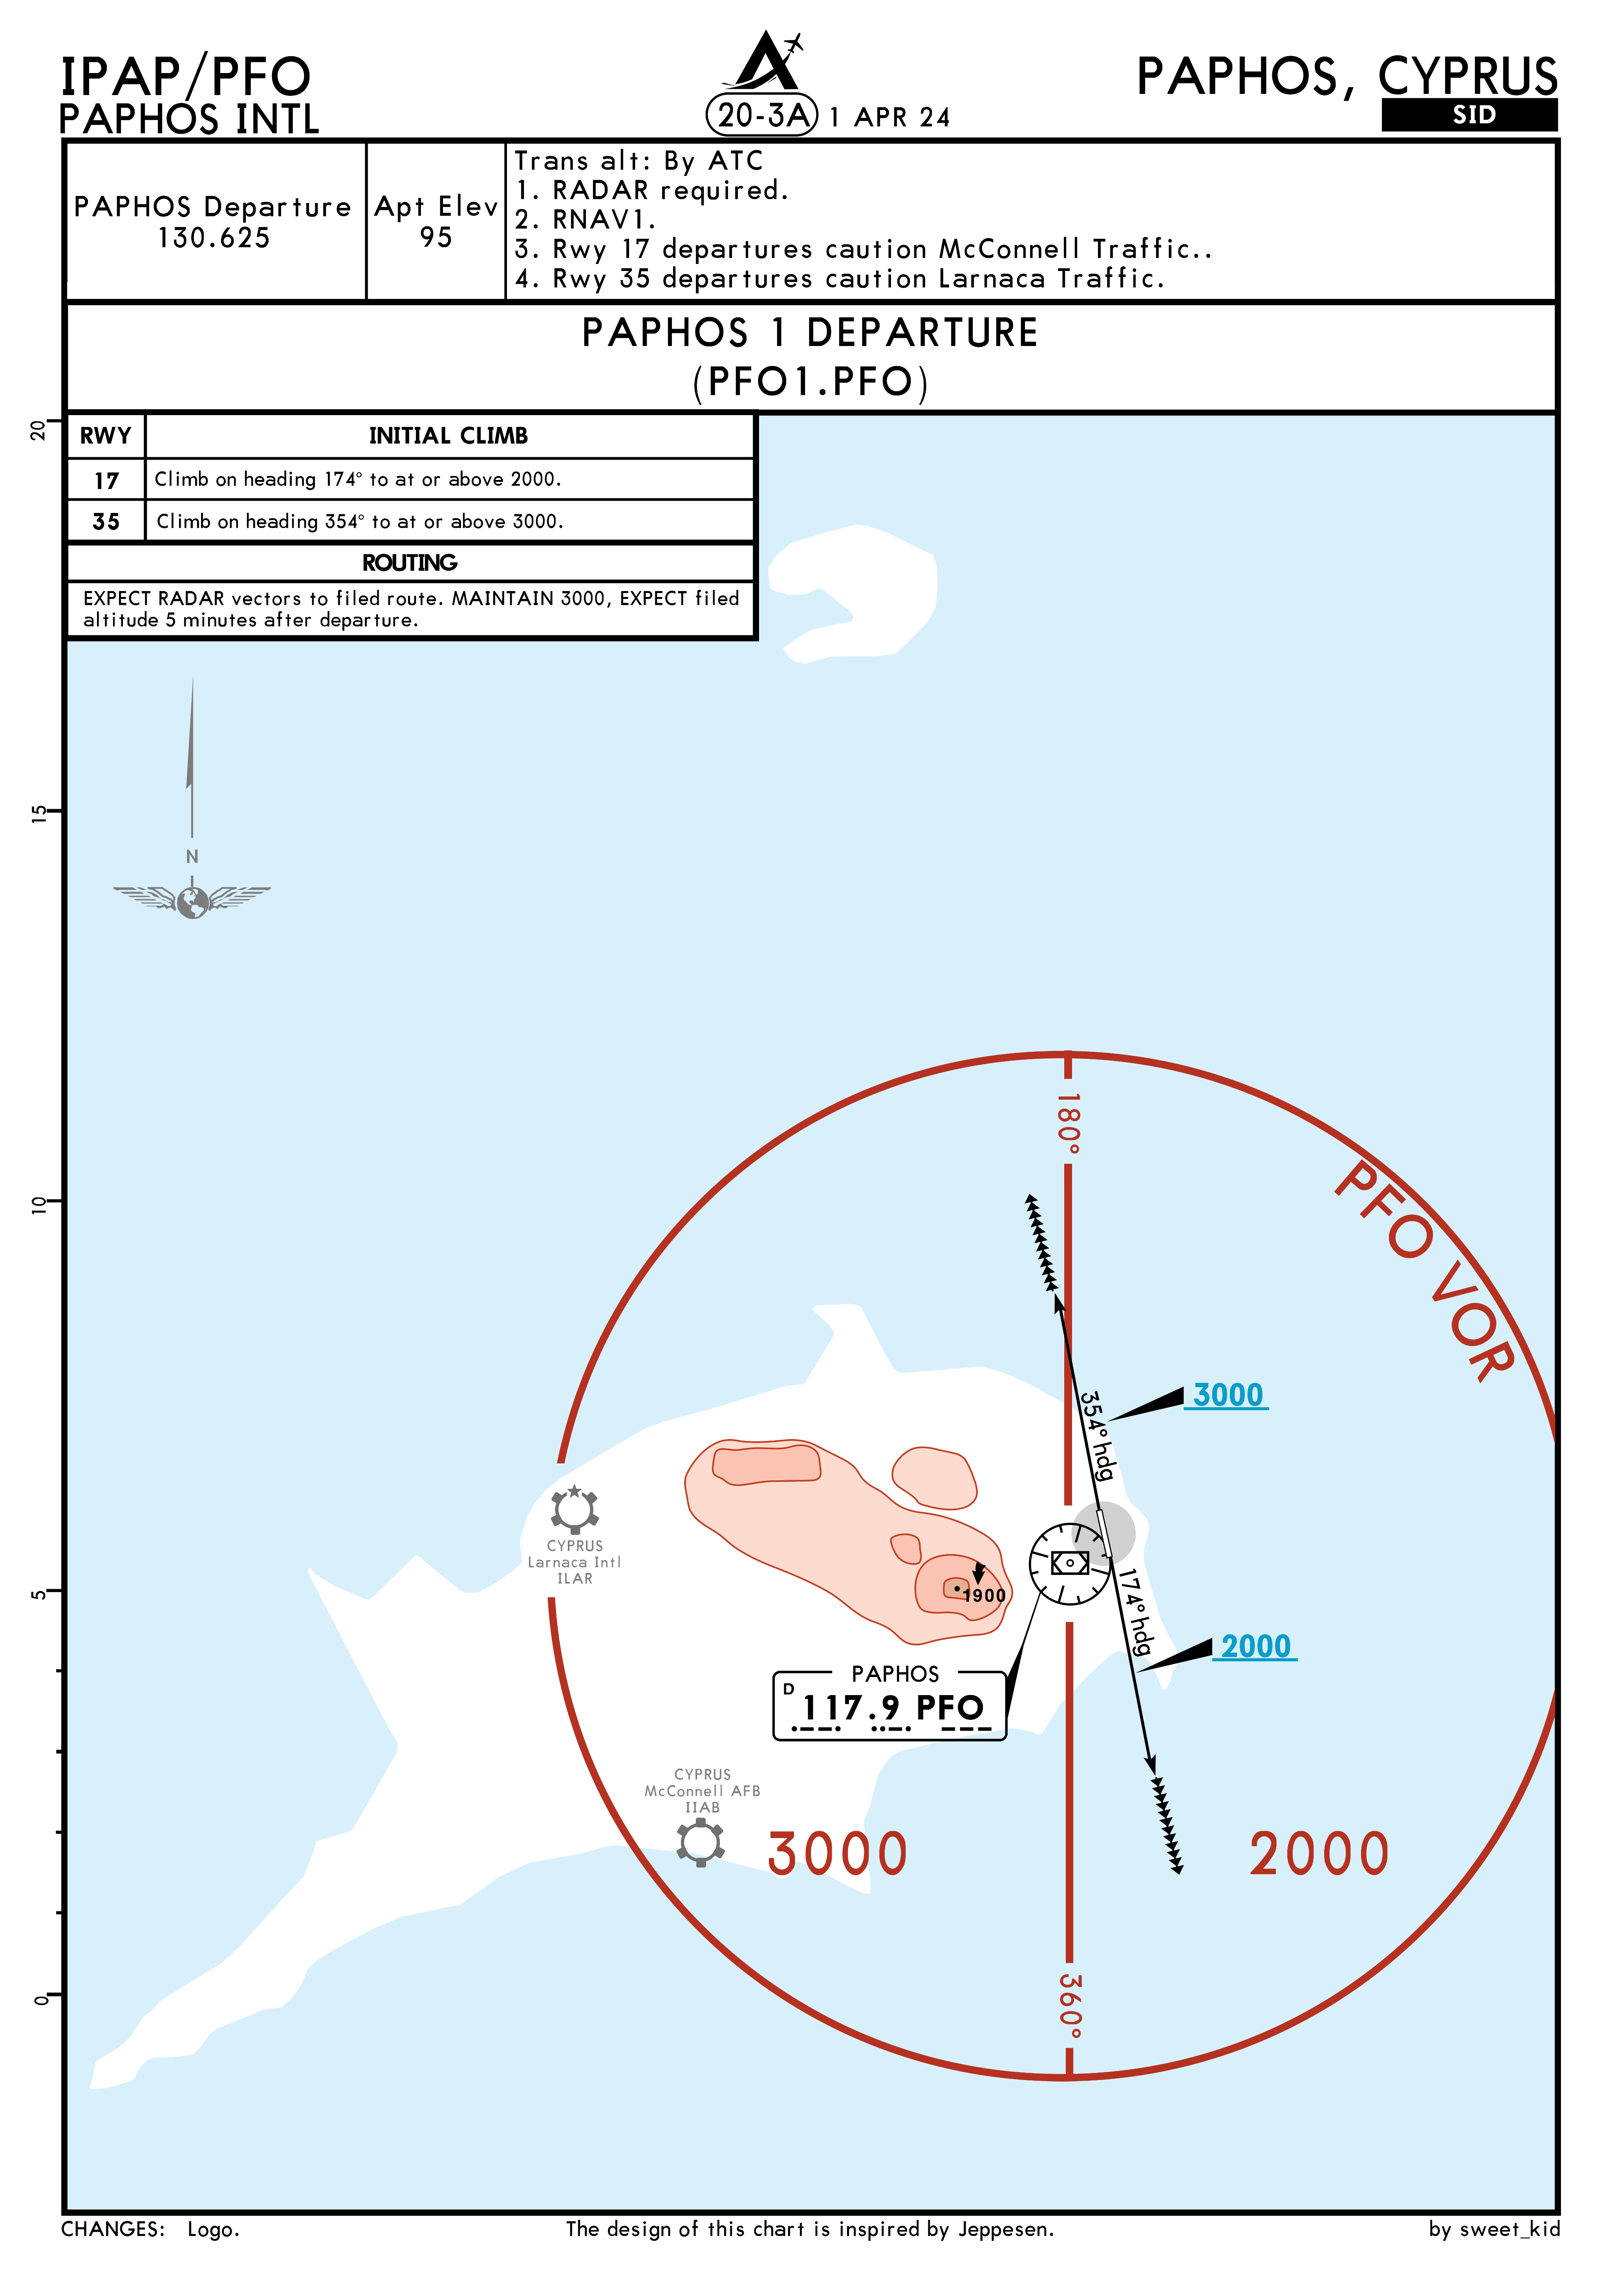 IPAP/PFO
PAPHOS INTL
20-3A
1 APR 24
PAPHOS, CYPRUS
SID
PAPHOS Departure
130.625
Apt Elev
95
Trans alt: By ATC
1. RADAR required.
2. RNAV1.
3. Rwy 17 departures caution McConnell Traffic..
4. Rwy 35 departures caution Larnaca Traffic.
PAPHOS 1 DEPARTURE
(PFO1.PFO)
RWY
INITIAL CLIMB
17
Climb on heading 174° to at or above 2000.
35
Climb on heading 354° to at or above 3000.
ROUTING
EXPECT RADAR vectors to filed route. MAINTAIN 3000, EXPECT filed
altitude 5 minutes after departure.
20
15
10
5
0
N
180°
PFO VOR
3000
354° hdg
CYPRUS
Larnaca Intl
ILAR
1900
174° hdg
2000
PAPHOS
D
117.9 PFO
CYPRUS
McConnell AFB
IIAB
3000
2000
360°
CHANGES: Logo.
The design of this chart is inspired by Jeppesen.
by sweet_kid